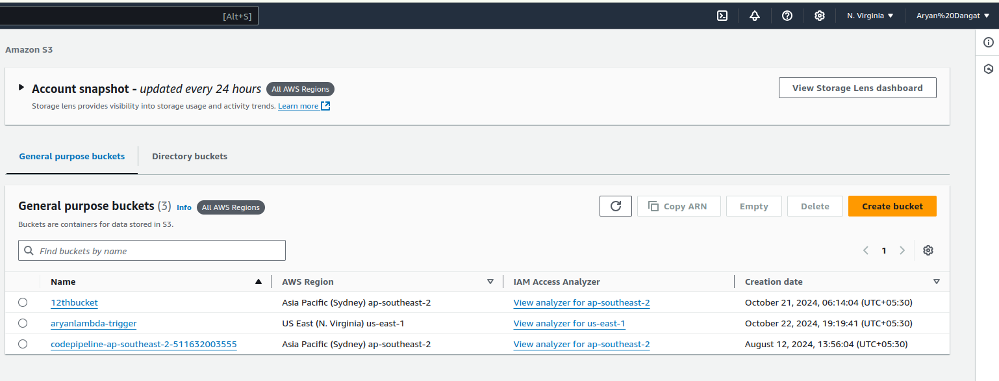 [Alt+S] N. Virginia Aryan%20Dangat
Amazon S3
Account snapshot - updated every 24 hours All AWS Regions View Storage Lens dashboard
Storage lens provides visibility into storage usage and activity trends. Learn more
General purpose buckets Directory buckets
General purpose buckets (3) Info All AWS Regions Copy ARN Empty Delete Create bucket
Buckets are containers for data stored in S3.
Find buckets by name 1
Name AWS Region IAM Access Analyzer Creation date
12thbucket Asia Pacific (Sydney) ap-southeast-2 View analyzer for ap-southeast-2 October 21, 2024, 06:14:04 (UTC+05:30)
aryanlambda-trigger US East (N. Virginia) us-east-1 View analyzer for us-east-1 October 22, 2024, 19:19:41 (UTC+05:30)
codepipeline-ap-southeast-2-511632003555 Asia Pacific (Sydney) ap-southeast-2 View analyzer for ap-southeast-2 August 12, 2024, 13:56:04 (UTC+05:30)